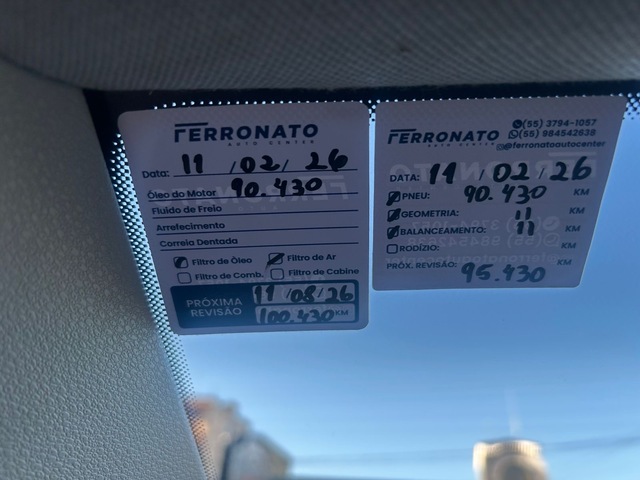 FERRONATO
AUTO CENTER
Data: 11 / 02 / 26
Óleo do Motor 90.430
Fluido de Freio
Arrefecimento
Correia Dentada
Filtro de Óleo Filtro de Ar
Filtro de Comb. Filtro de Cabine
PRÓXIMA REVISÃO 11 / 08 / 26
100.430 KM
FERRONATO
AUTO CENTER
(55) 3794-1057
(55) 984542638
@ferronatoautocenter
DATA: 11 / 02 / 26
PNEU: 90.430 KM
GEOMETRIA: 11 KM
BALANCEAMENTO: 11 KM
RODÍZIO: KM
PRÓX. REVISÃO: 95.430 KM